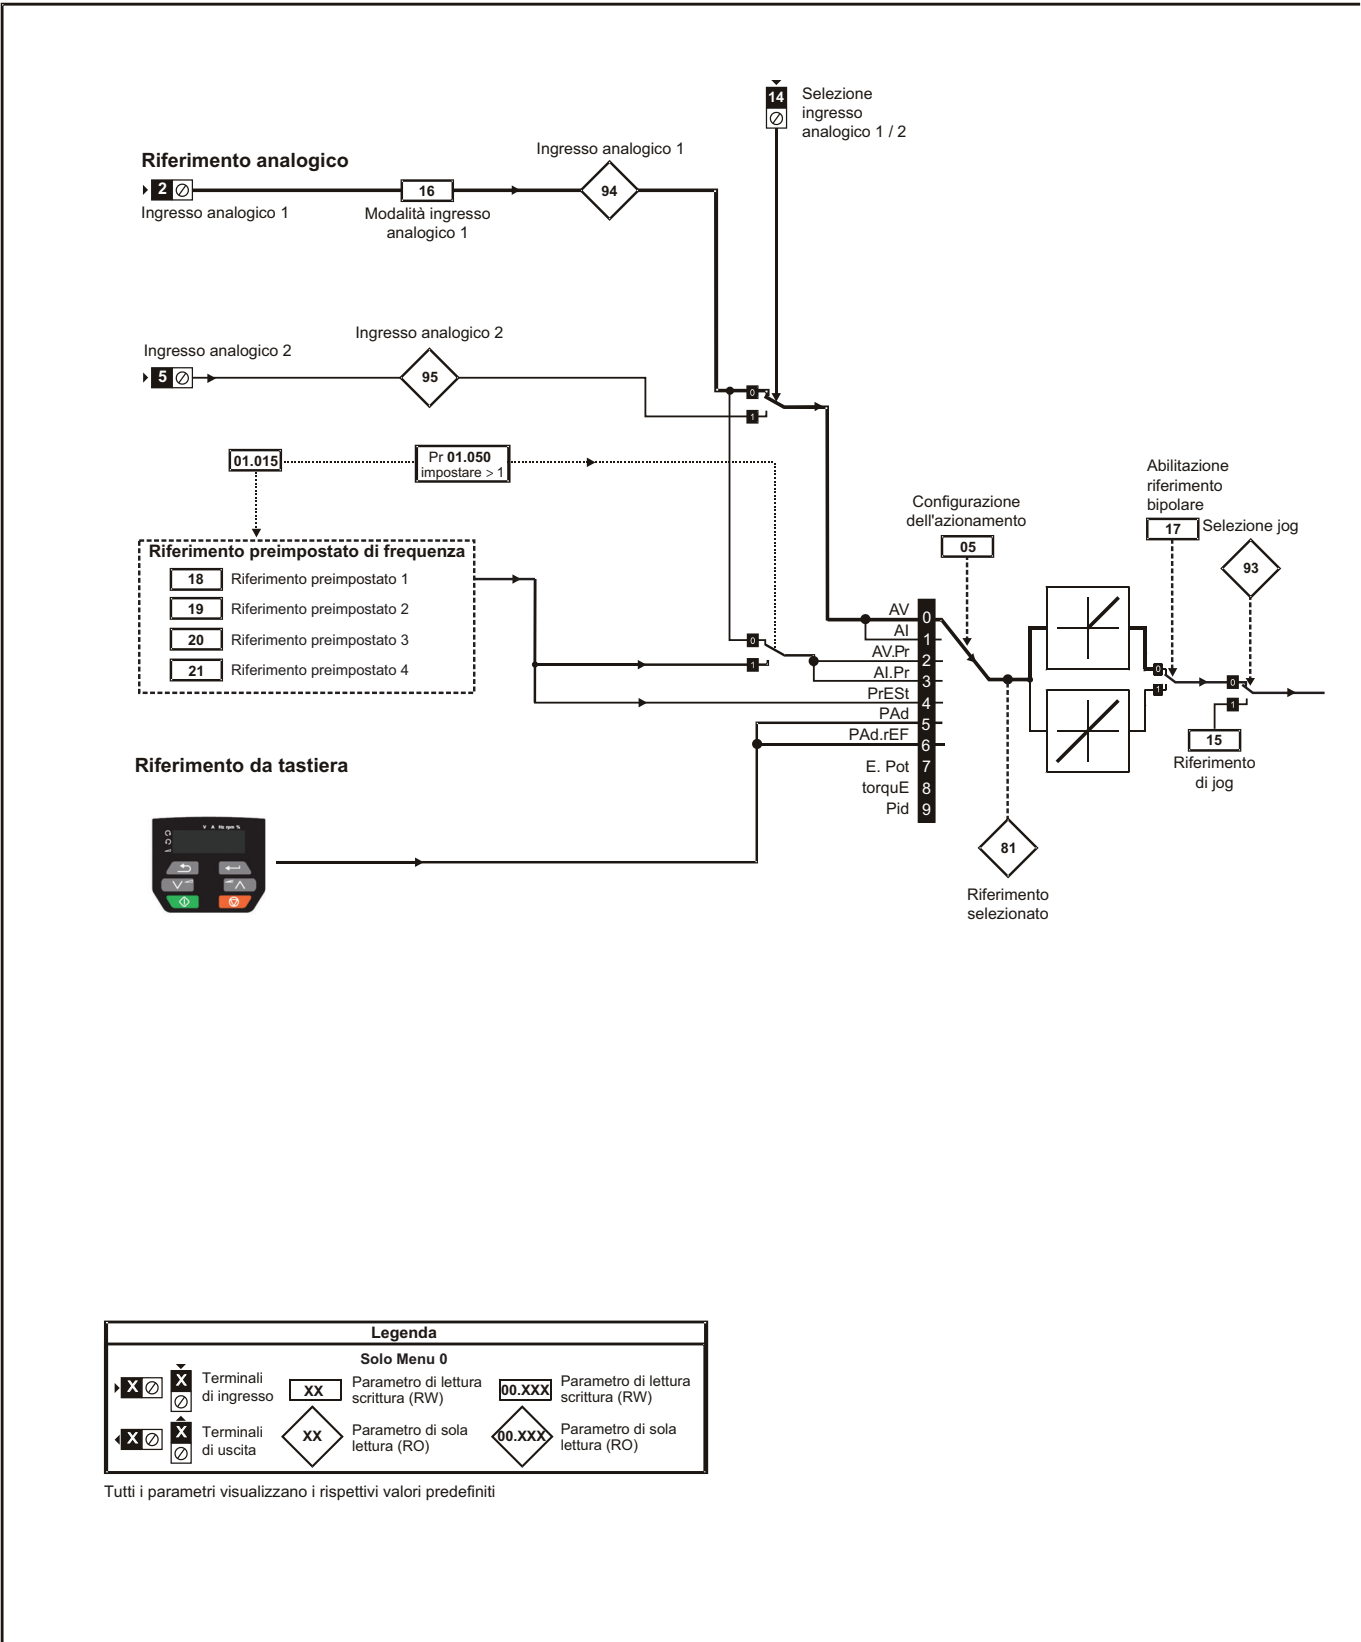 14
Selezione
ingresso
analogico 1 / 2
Riferimento analogico
Ingresso analogico 1
2
16
94
Ingresso analogico 1
Modalità ingresso
analogico 1
Ingresso analogico 2
Ingresso analogico 2
5
95
0
1
01.015
Pr 01.050
impostare > 1
Riferimento preimpostato di frequenza
18 Riferimento preimpostato 1
19 Riferimento preimpostato 2
20 Riferimento preimpostato 3
21 Riferimento preimpostato 4
0
1
Configurazione
dell'azionamento
05
AV 0
AI 1
AV.Pr 2
AI.Pr 3
PrESt 4
PAd 5
PAd.rEF 6
E. Pot 7
torquE 8
Pid 9
Abilitazione
riferimento
bipolare
17
Selezione jog
93
0
1
0
1
15
Riferimento
di jog
81
Riferimento
selezionato
Riferimento da tastiera
V A Hz rpm %
Legenda
Solo Menu 0
X
X
Terminali
di ingresso
XX
Parametro di lettura
scrittura (RW)
00.XXX
Parametro di lettura
scrittura (RW)
X
X
Terminali
di uscita
XX
Parametro di sola
lettura (RO)
00.XXX
Parametro di sola
lettura (RO)
Tutti i parametri visualizzano i rispettivi valori predefiniti